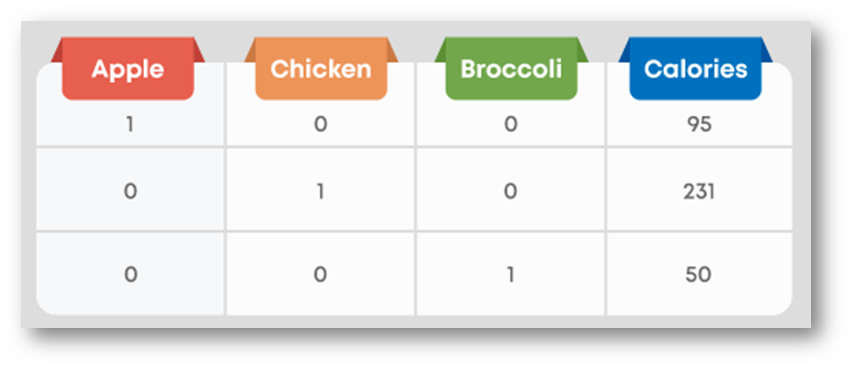 Apple Chicken Broccoli Calories
1 0 0 95
0 1 0 231
0 0 1 50